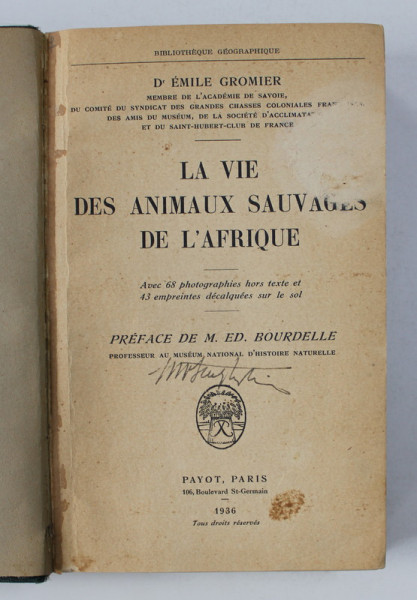 BIBLIOTHÈQUE GÉOGRAPHIQUE
Dr ÉMILE GROMIER
MEMBRE DE L'ACADÉMIE DE SAVOIE,
DU COMITÉ DU SYNDICAT DES GRANDES CHASSES COLONIALES
DES AMIS DU MUSÉUM, DE LA SOCIÉTÉ
ET DU SAINT-HUBERT-CLUB DE FRANCE
LA VIE
DES ANIMAUX SAUVAGES
DE L'AFRIQUE
Avec 68 photographies hors texte et
43 empreintes décalquées sur le sol
PRÉFACE DE M. ED. BOURDELLE
PROFESSEUR AU MUSÉUM NATIONAL D'HISTOIRE NATURELLE
PAYOT, PARIS
106, Boulevard St-Germain
1936
Tous droits réservés